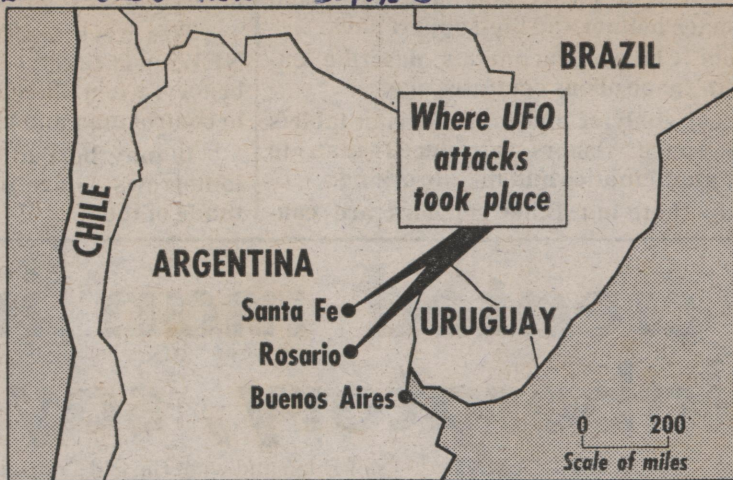 BRAZIL
Where UFO
attacks
took place
CHILE
ARGENTINA
Santa Fe
URUGUAY
Rosario
Buenos Aires
0 200
Scale of miles